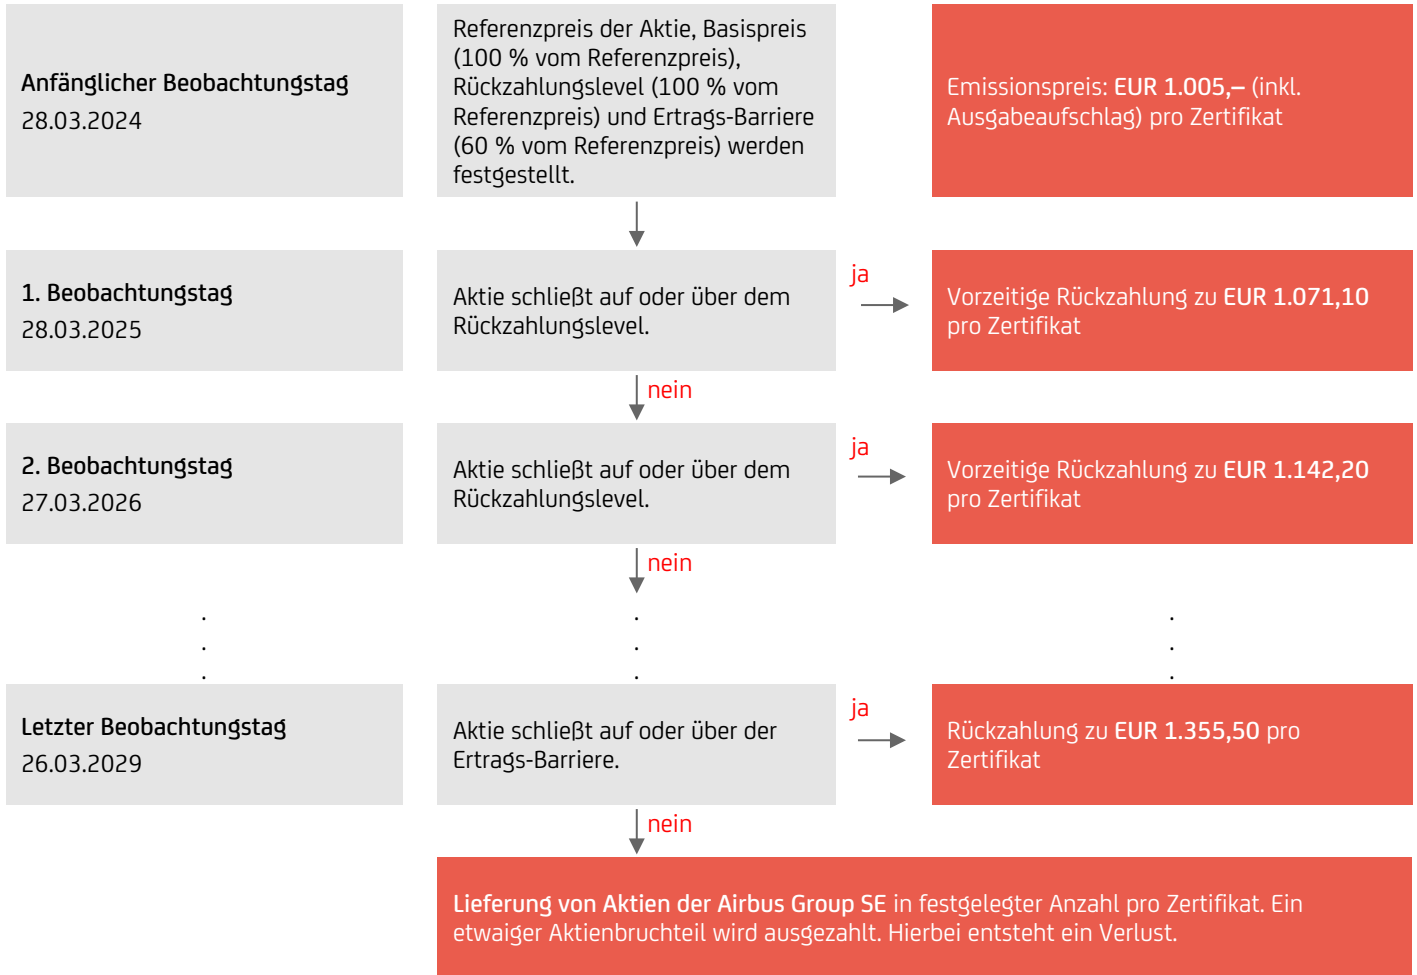 Anfänglicher Beobachtungstag
28.03.2024
Referenzpreis der Aktie, Basispreis
(100 % vom Referenzpreis),
Rückzahlungslevel (100 % vom
Referenzpreis) und Ertrags-Barriere
(60 % vom Referenzpreis) werden
festgestellt.
Emissionspreis: EUR 1.005,– (inkl.
Ausgabeaufschlag) pro Zertifikat
1. Beobachtungstag
28.03.2025
Aktie schließt auf oder über dem
Rückzahlungslevel.
ja
Vorzeitige Rückzahlung zu EUR 1.071,10
pro Zertifikat
nein
2. Beobachtungstag
27.03.2026
Aktie schließt auf oder über dem
Rückzahlungslevel.
ja
Vorzeitige Rückzahlung zu EUR 1.142,20
pro Zertifikat
nein
. . .
. . .
. . .
Letzter Beobachtungstag
26.03.2029
Aktie schließt auf oder über der
Ertrags-Barriere.
ja
Rückzahlung zu EUR 1.355,50 pro
Zertifikat
nein
Lieferung von Aktien der Airbus Group SE in festgelegter Anzahl pro Zertifikat. Ein
etwaiger Aktienbruchteil wird ausgezahlt. Hierbei entsteht ein Verlust.